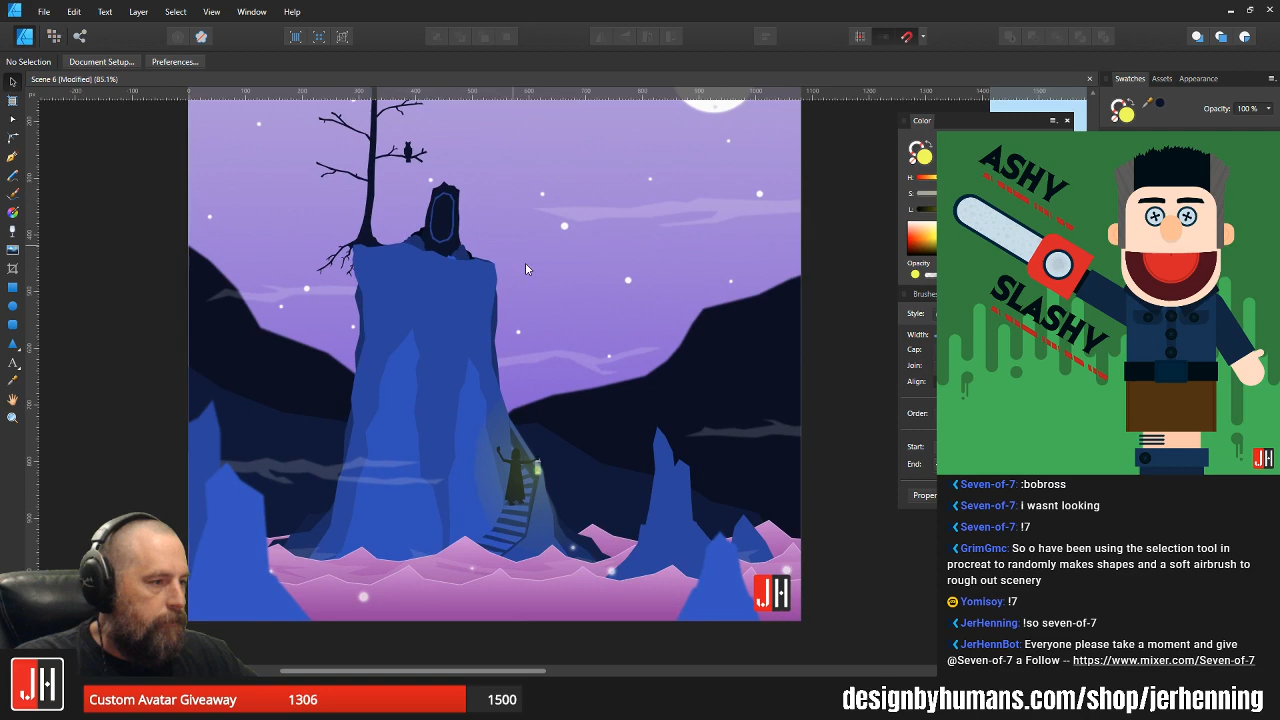 File Edit Text Layer Select View Window Help
No Selection Document Setup... Preferences...
Scene 6 [Modified] (85.1%)
Swatches Assets Appearance
Opacity: 100 %
Color
H:
S:
L:
Opacity
Brushes
Style:
Width:
Cap:
Join:
Align:
Order:
Start:
End:
Proper
ASHY
SLASHY
JH
Seven-of-7: :bobross
Seven-of-7: i wasnt looking
Seven-of-7: !7
GrimGmc: So o have been using the selection tool in
procreat to randomly makes shapes and a soft airbrush to
rough out scenery
Yomisoy: !7
JerHenning: !so seven-of-7
JerHennBot: Everyone please take a moment and give
@Seven-of-7 a Follow -- https://www.mixer.com/Seven-of-7
JH
JH
Custom Avatar Giveaway 1306 1500
designbyhumans.com/shop/jerhenning